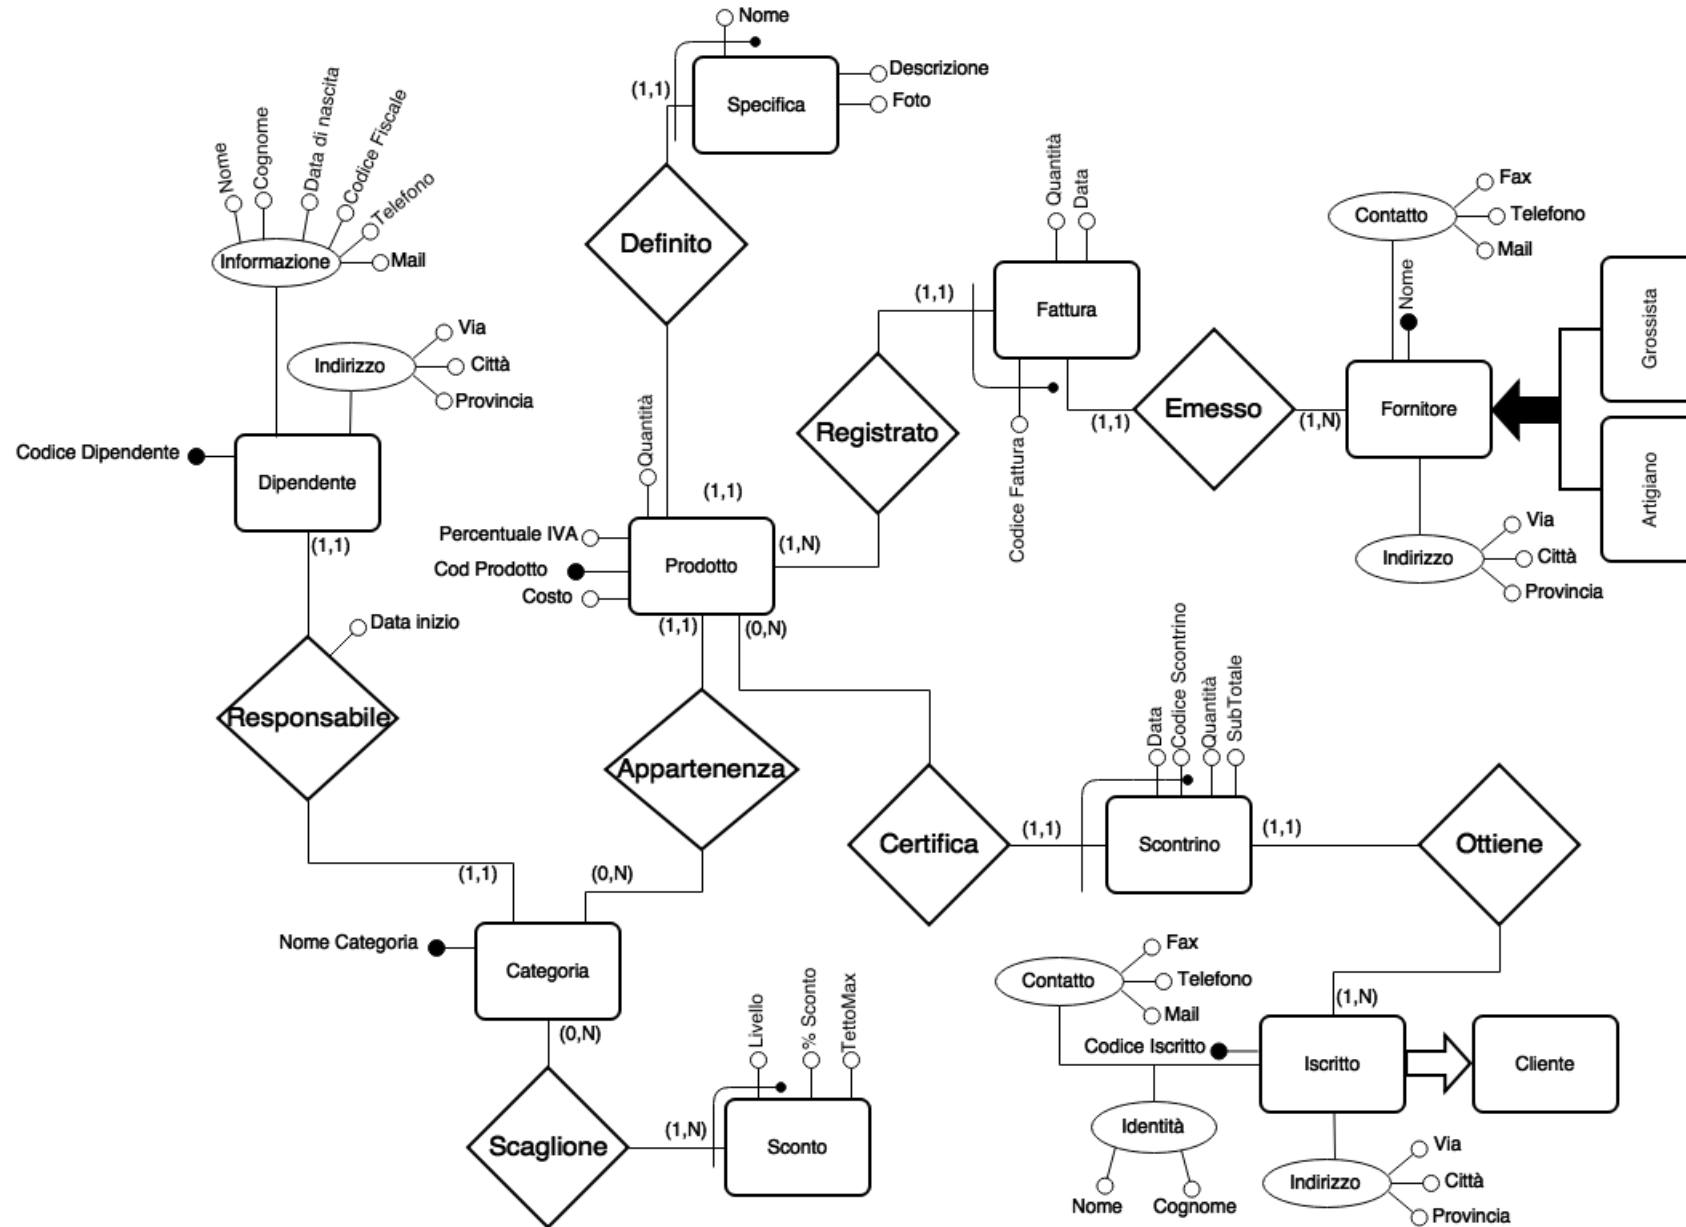 Nome
Descrizione
Foto
(1,1)
Specifica
Definito
Nome
Cognome
Data di nascita
Codice Fiscale
Telefono
Mail
Informazione
Via
Città
Provincia
Indirizzo
Codice Dipendente
Dipendente
(1,1)
Data inizio
Responsabile
(1,1)
Quantità
(1,1)
Percentuale IVA
Cod Prodotto
Costo
Prodotto
(1,N)
(1,1)
(0,N)
Registrato
(1,1)
Quantità
Data
Fattura
Codice Fattura
(1,1)
Emesso
(1,N)
Contatto
Fax
Telefono
Mail
Nome
Fornitore
Grossista
Artigiano
Indirizzo
Via
Città
Provincia
Appartenenza
(0,N)
Nome Categoria
Categoria
(0,N)
Scaglione
(1,N)
Livello
% Sconto
TettoMax
Sconto
Certifica
(1,1)
Data
Codice Scontrino
Quantità
SubTotale
Scontrino
(1,1)
Ottiene
(1,N)
Contatto
Fax
Telefono
Mail
Codice Iscritto
Iscritto
Cliente
Identità
Nome
Cognome
Indirizzo
Via
Città
Provincia